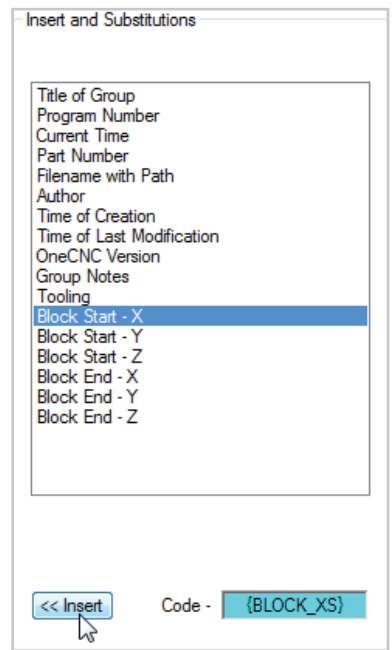 Insert and Substitutions
Title of Group
Program Number
Current Time
Part Number
Filename with Path
Author
Time of Creation
Time of Last Modification
OneCNC Version
Group Notes
Tooling
Block Start - X
Block Start - Y
Block Start - Z
Block End - X
Block End - Y
Block End - Z
<< Insert Code - {BLOCK_XS}